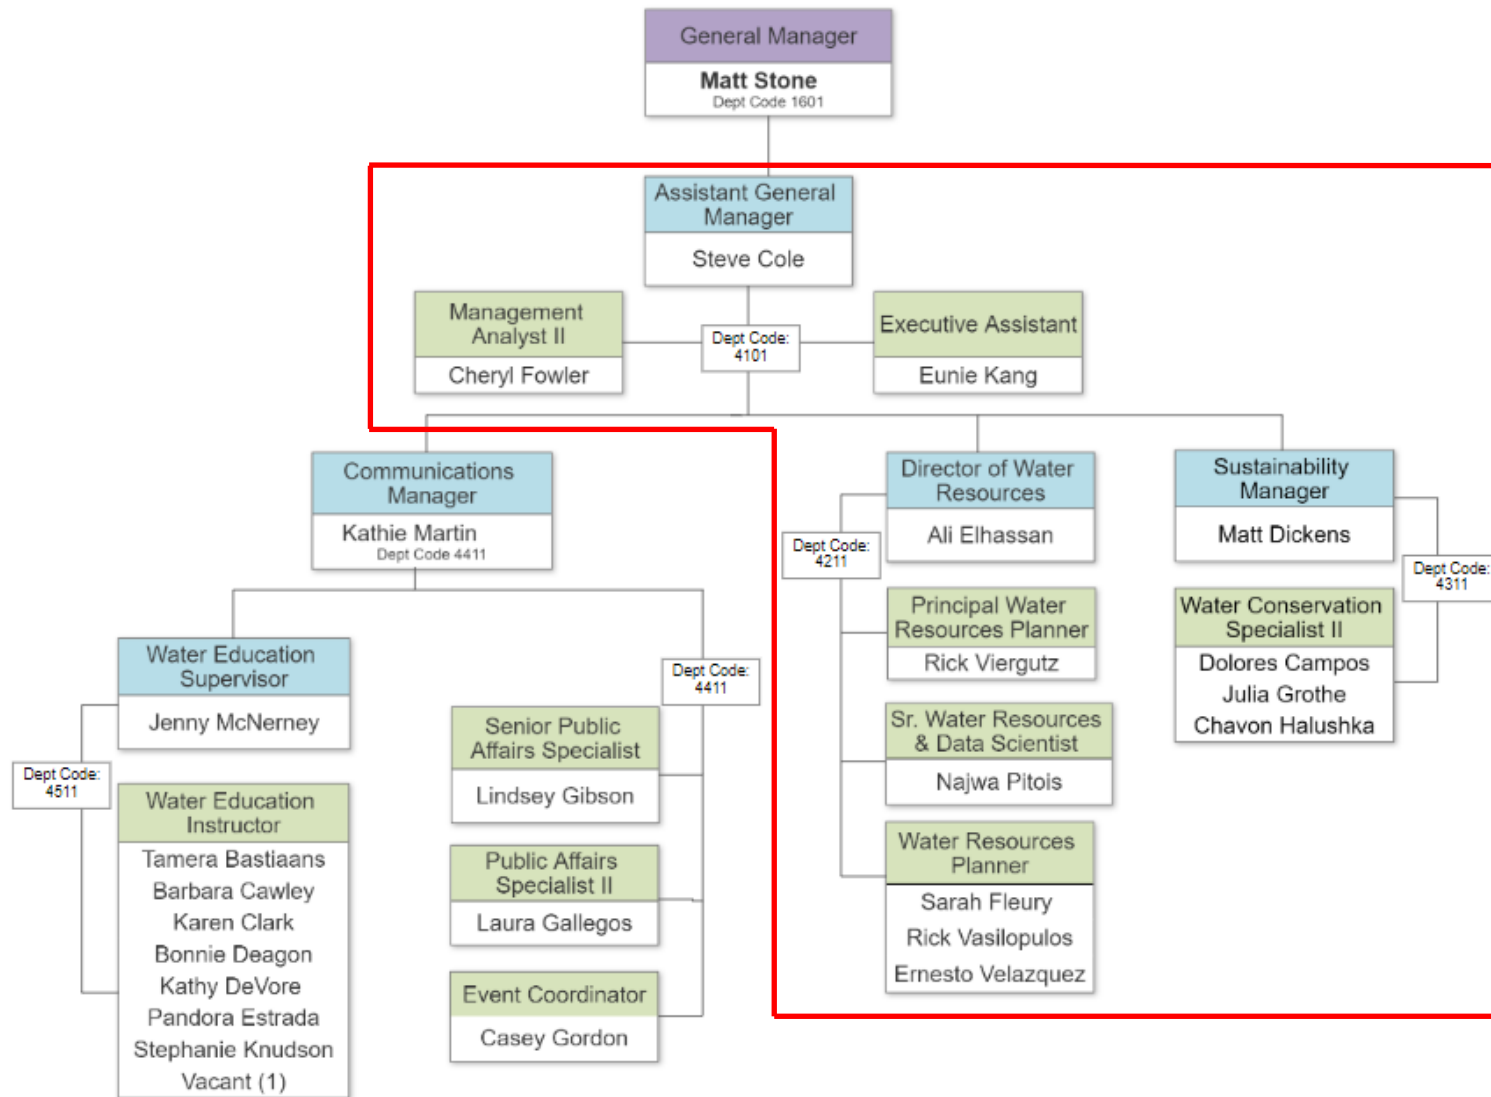 General Manager
Matt Stone
Dept Code 1601
Assistant General
Manager
Steve Cole
Management
Analyst II
Cheryl Fowler
Dept Code:
4101
Executive Assistant
Eunie Kang
Communications
Manager
Kathie Martin
Dept Code 4411
Water Education
Supervisor
Jenny McNerney
Dept Code:
4511
Water Education
Instructor
Tamera Bastiaans
Barbara Cawley
Karen Clark
Bonnie Deagon
Kathy DeVore
Pandora Estrada
Stephanie Knudson
Vacant (1)
Dept Code:
4411
Senior Public
Affairs Specialist
Lindsey Gibson
Public Affairs
Specialist II
Laura Gallegos
Event Coordinator
Casey Gordon
Director of Water
Resources
Ali Elhassan
Dept Code:
4211
Principal Water
Resources Planner
Rick Viergutz
Sr. Water Resources
& Data Scientist
Najwa Pitois
Water Resources
Planner
Sarah Fleury
Rick Vasilopulos
Ernesto Velazquez
Sustainability
Manager
Matt Dickens
Dept Code:
4311
Water Conservation
Specialist II
Dolores Campos
Julia Grothe
Chavon Halushka